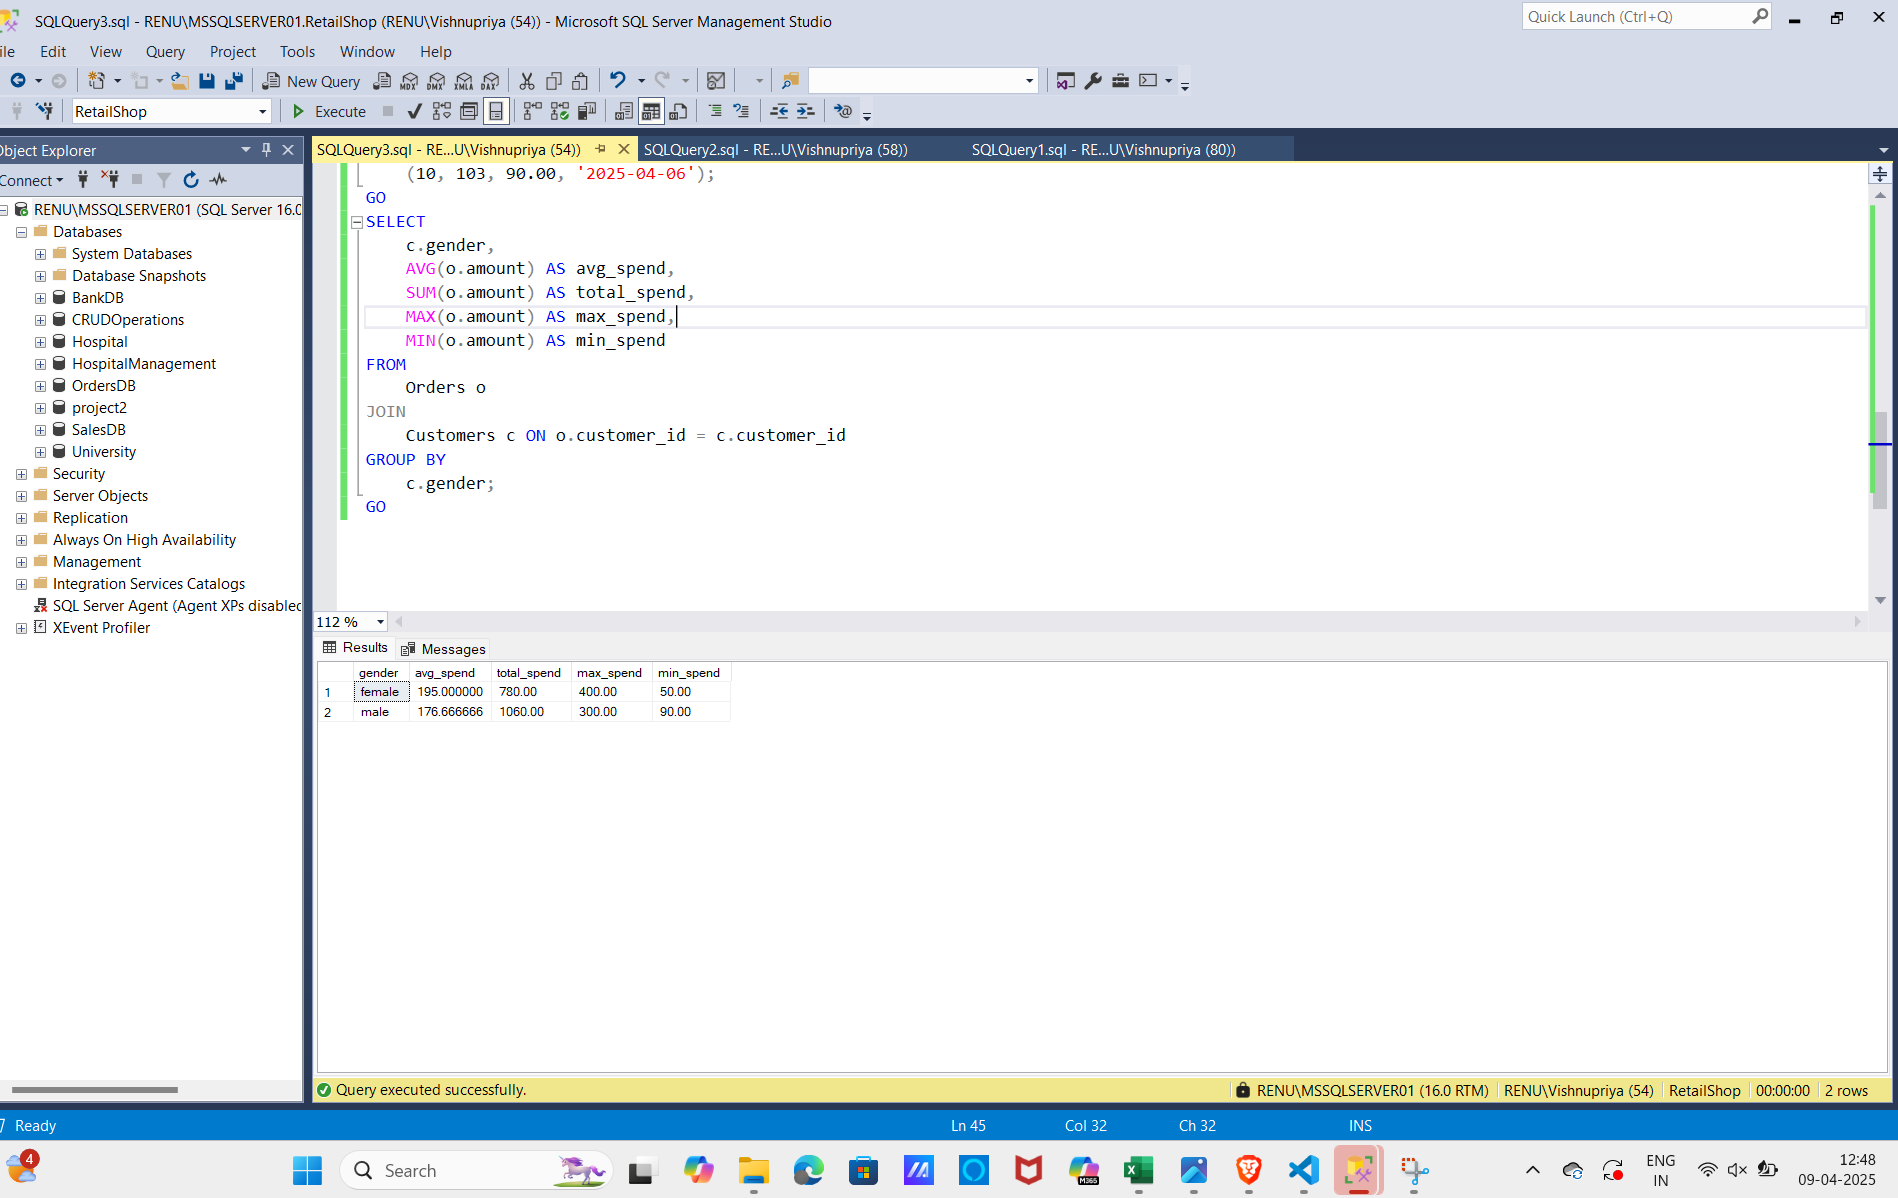 SQLQuery3.sql - RENU\MSSQLSERVER01.RetailShop (RENU\Vishnupriya (54)) - Microsoft SQL Server Management Studio
Quick Launch (Ctrl+Q)
ile Edit View Query Project Tools Window Help
New Query MDX DMX XMLA DAX
RetailShop Execute
Object Explorer
SQLQuery3.sql - RE...U\Vishnupriya (54)) SQLQuery2.sql - RE...U\Vishnupriya (58)) SQLQuery1.sql - RE...U\Vishnupriya (80))
Connect
RENU\MSSQLSERVER01 (SQL Server 16.0
Databases
System Databases
Database Snapshots
BankDB
CRUDOperations
Hospital
HospitalManagement
OrdersDB
project2
SalesDB
University
Security
Server Objects
Replication
Always On High Availability
Management
Integration Services Catalogs
SQL Server Agent (Agent XPs disabled
XEvent Profiler
(10, 103, 90.00, '2025-04-06');
GO
SELECT
c.gender,
AVG(o.amount) AS avg_spend,
SUM(o.amount) AS total_spend,
MAX(o.amount) AS max_spend,
MIN(o.amount) AS min_spend
FROM
Orders o
JOIN
Customers c ON o.customer_id = c.customer_id
GROUP BY
c.gender;
GO
112 %
Results Messages
gender avg_spend total_spend max_spend min_spend
1 female 195.000000 780.00 400.00 50.00
2 male 176.666666 1060.00 300.00 90.00
Query executed successfully. RENU\MSSQLSERVER01 (16.0 RTM) RENU\Vishnupriya (54) RetailShop 00:00:00 2 rows
Ready Ln 45 Col 32 Ch 32 INS
4 Search M365 ENG IN 12:48
09-04-2025